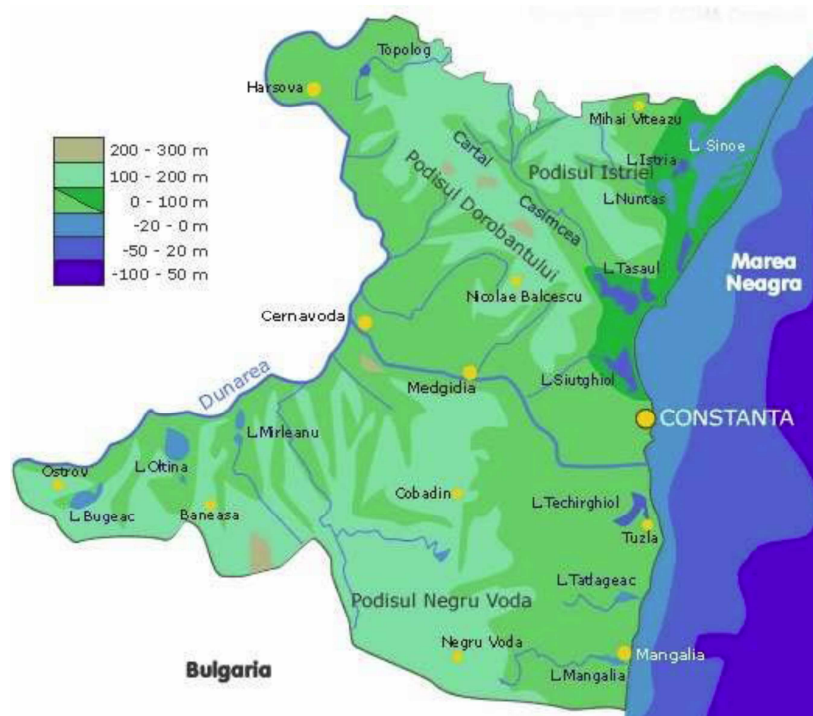 Topolog
Harsova
Mihai Viteazu
L. Sinoe
200 - 300 m
100 - 200 m
0 - 100 m
-20 - 0 m
-50 - 20 m
-100 - 50 m
Cartal
L.Istria
Podisul Istriei
Podisul Dorobantului
Casimcea
L.Nuntas
L.Tasaul
Marea
Neagra
Nicolae Balcescu
Cernavoda
Dunarea
Medgidia
L.Siutghiol
CONSTANTA
L.Mirleanu
Ostrov
L.Oltina
L.Bugeac
Baneasa
Cobadin
L.Techirghiol
Tuzla
L.Tatlageac
Podisul Negru Voda
Negru Voda
Bulgaria
Mangalia
L.Mangalia